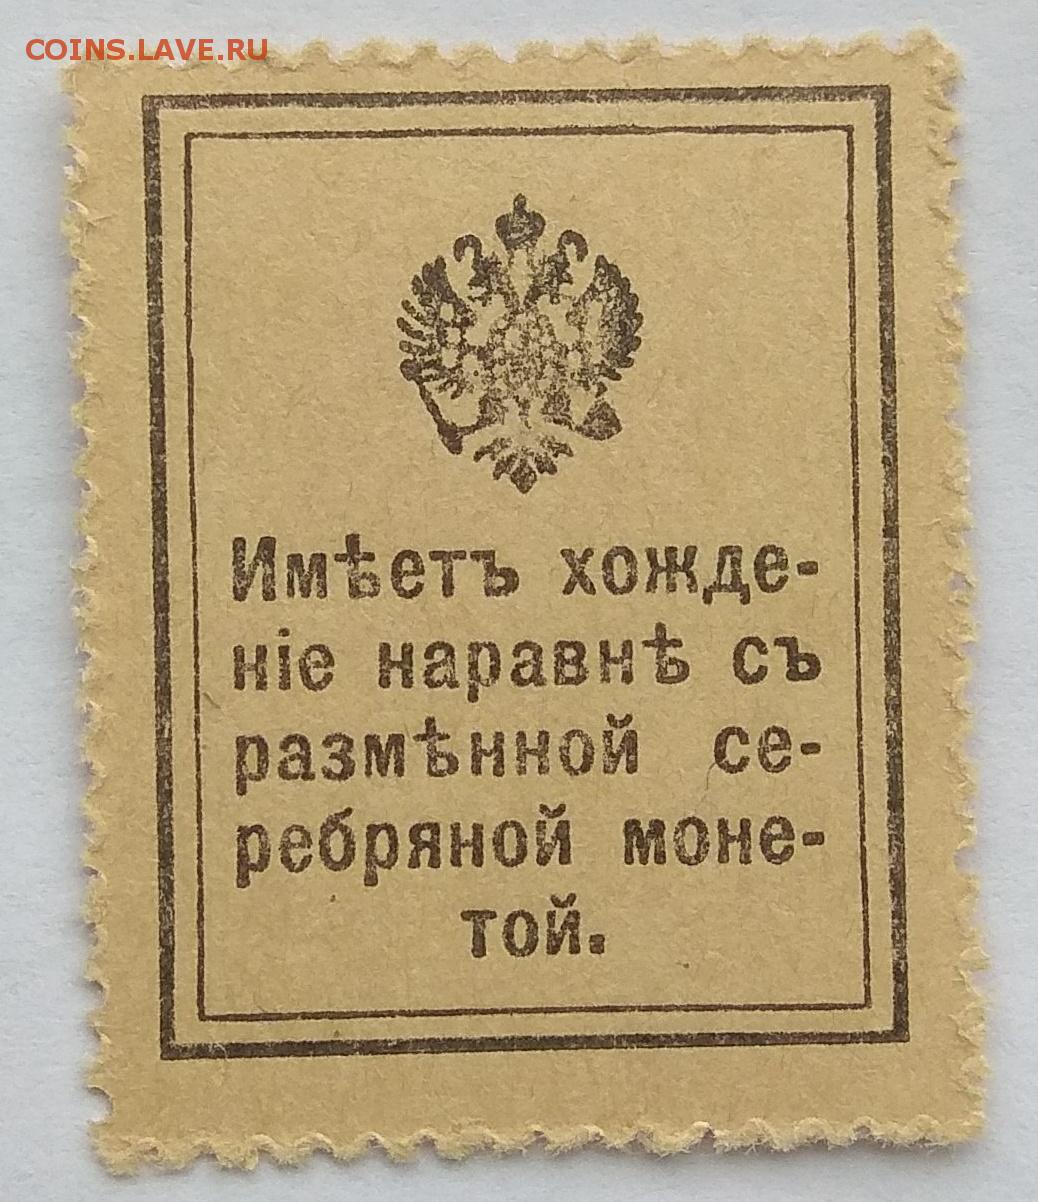 COINS.LAVE.RU
Имѣетъ хожде-
ніе наравнѣ съ
размѣнной се-
ребряной моне-
той.